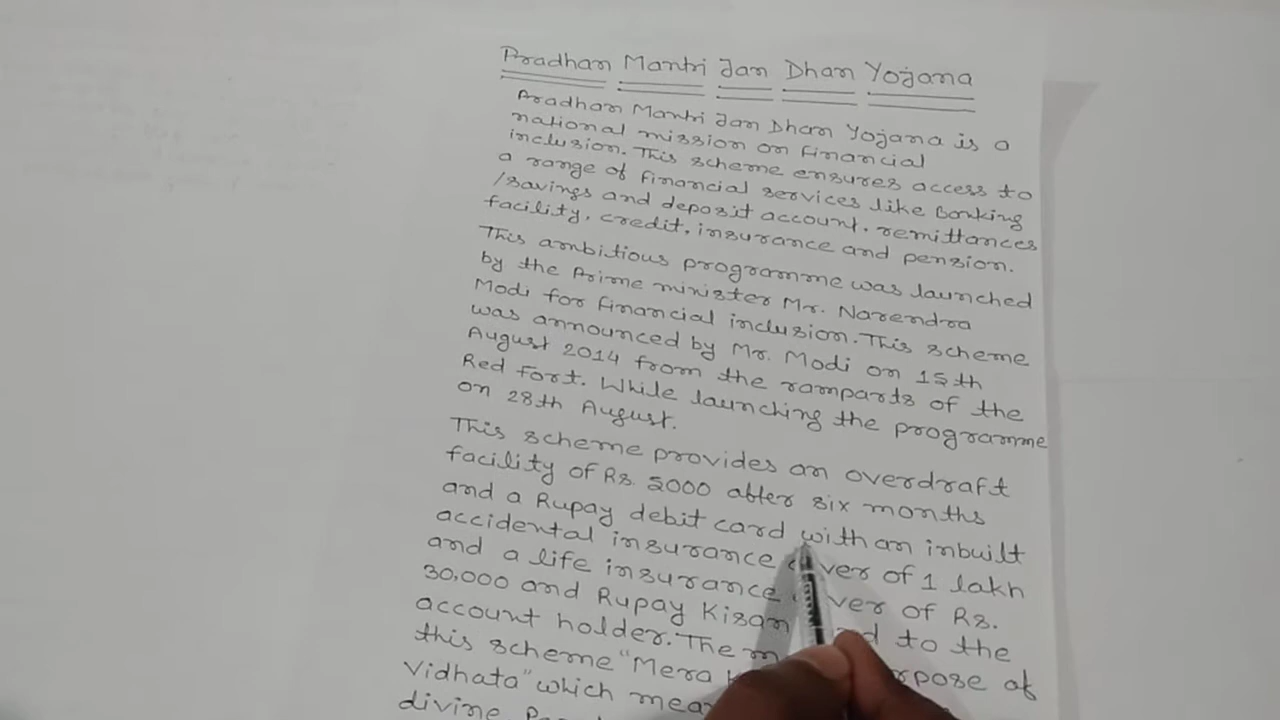 Pradhan Mantri Jan Dhan Yojana
Pradhan Mantri Jan Dhan Yojana is a
national mission on financial
inclusion. This scheme ensures access to
a range of financial services like Banking
/savings and deposit account. remittances
facility, credit, insurance and pension.
This ambitious programme was launched
by the Prime minister Mr. Narendra
Modi for financial inclusion. This scheme
was announced by Mr. Modi on 15th
August 2014 from the ramparts of the
Red Fort. While launching the programme
on 28th August.
This scheme provides an overdraft
facility of Rs. 5000 after six months
and a Rupay debit card with an inbuilt
accidental insurance of 1 lakh
and a life insurance of Rs.
30,000 and Rupay Kisan to the
account holder. The of
this scheme "Mera
Vidhata" which
divine.